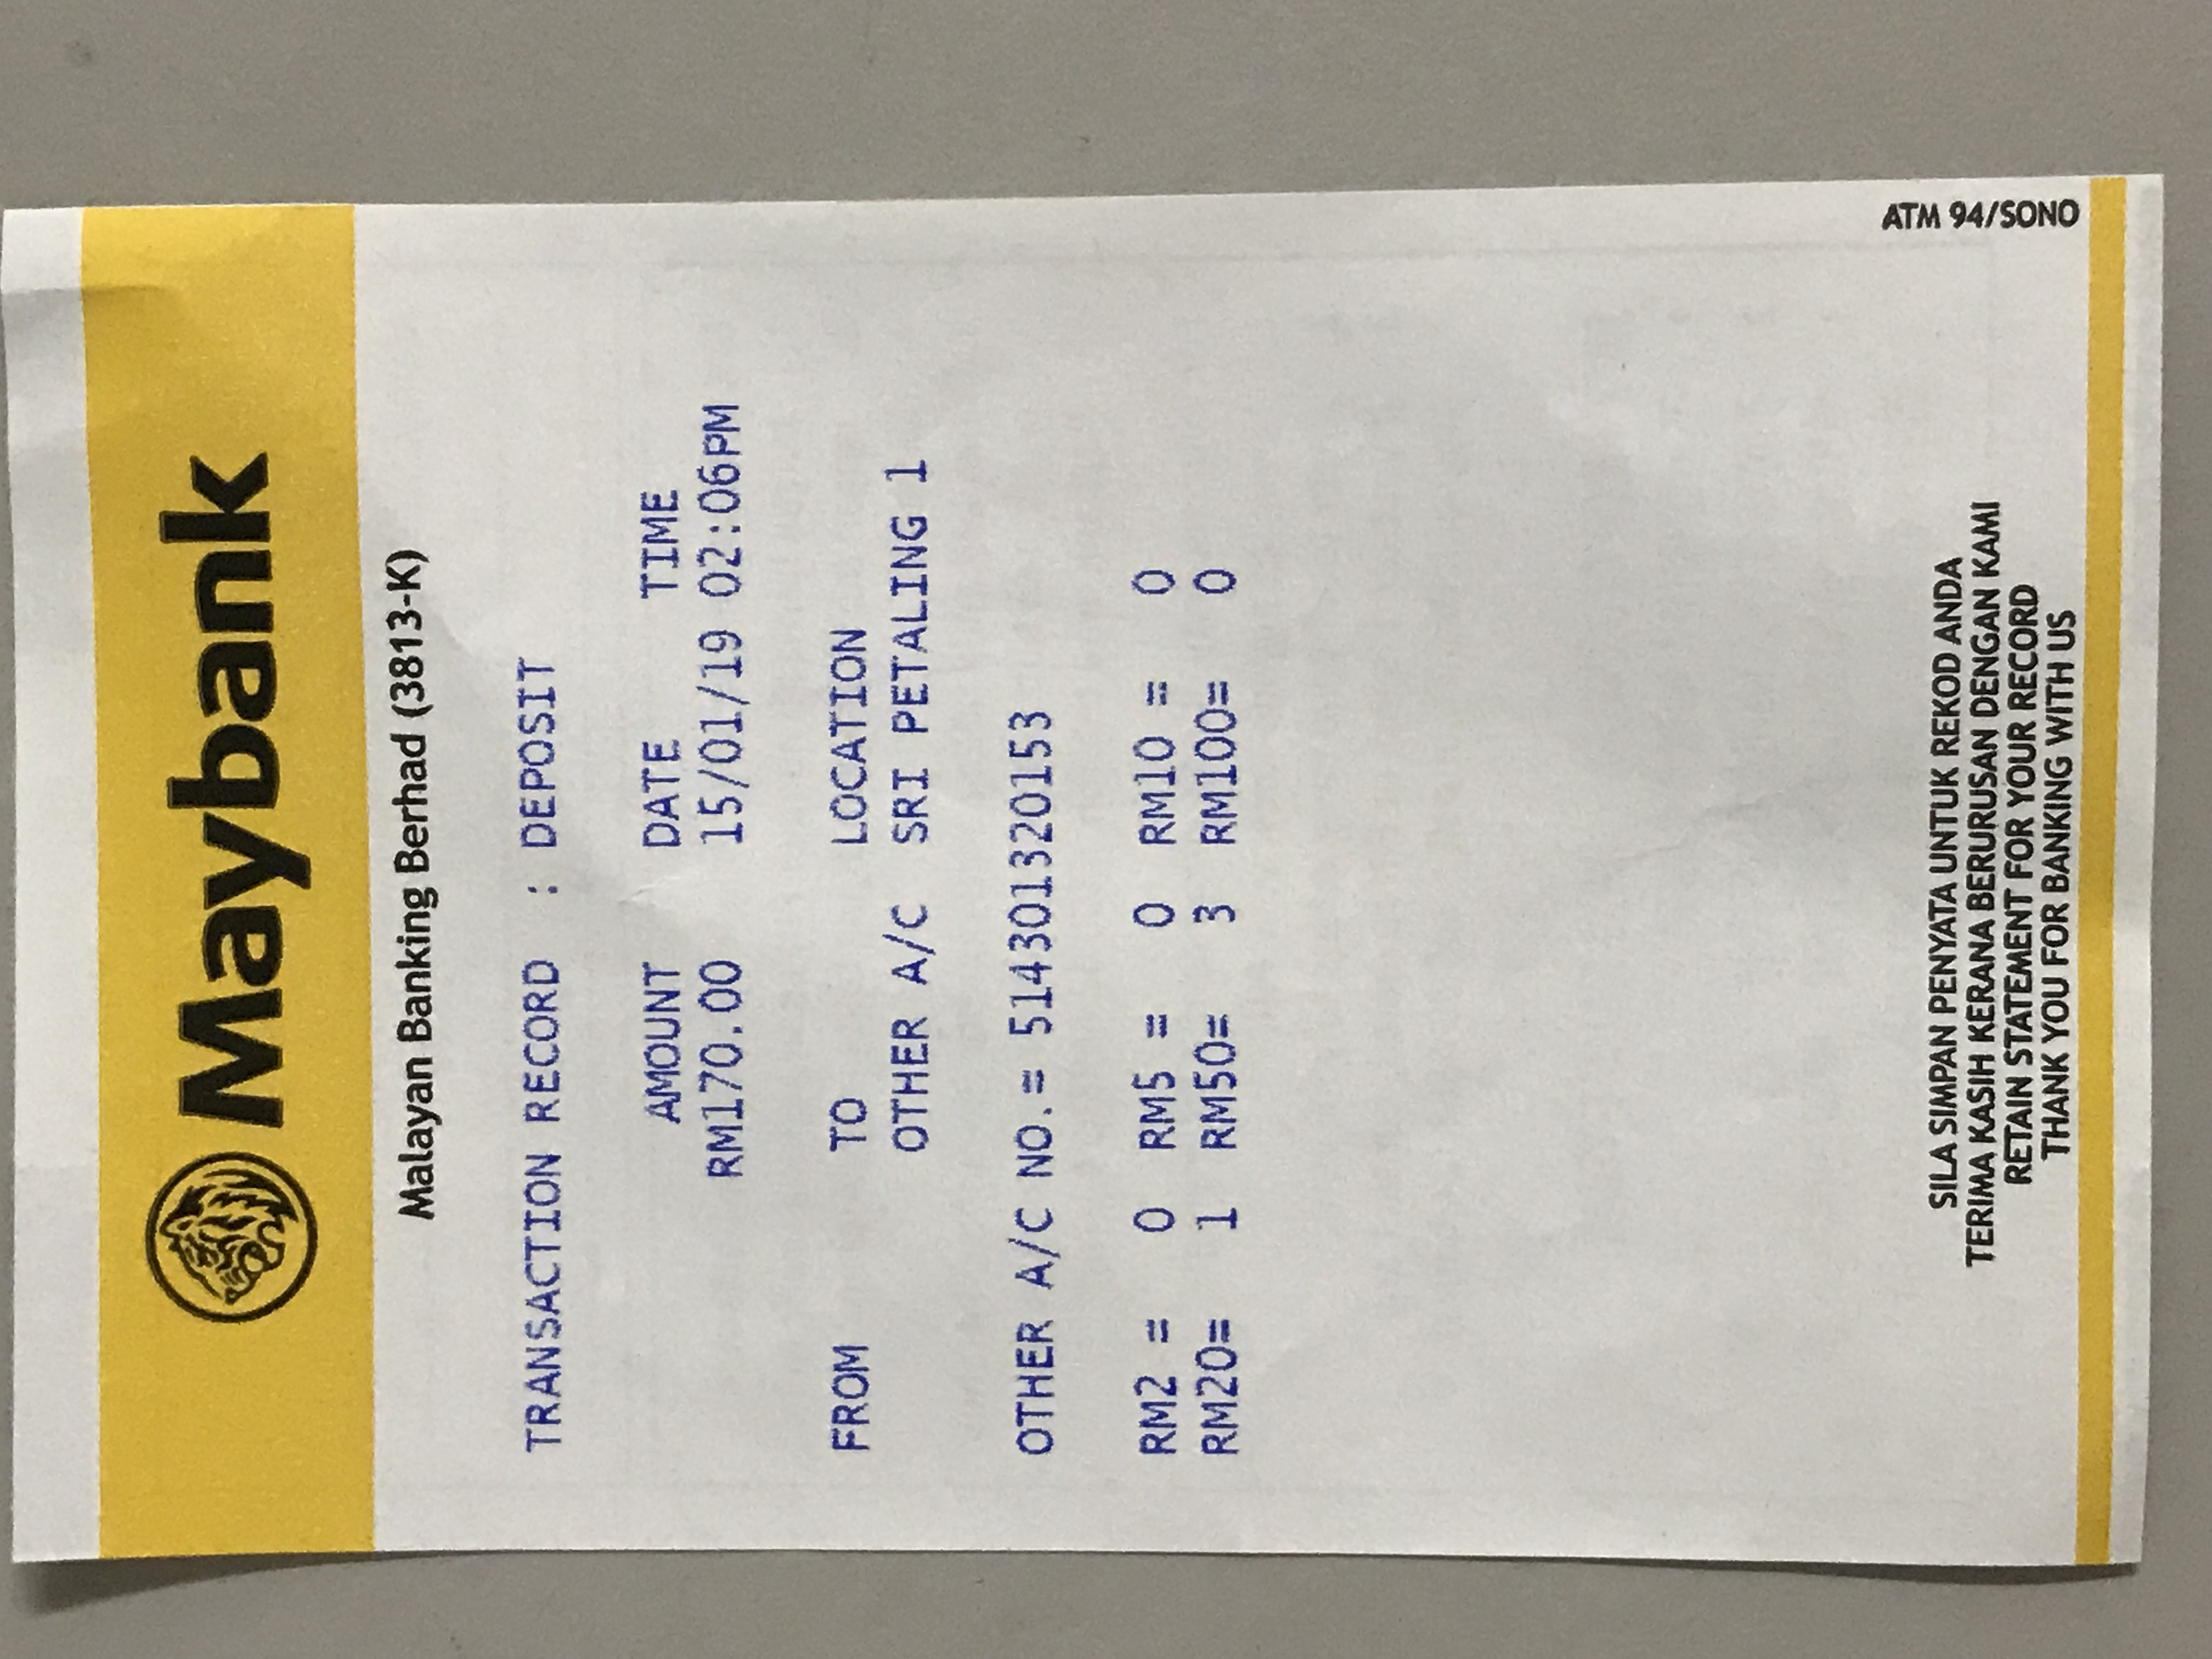 Maybank
Malayan Banking Berhad (3813-K)
TRANSACTION RECORD : DEPOSIT
AMOUNT DATE TIME
RM170.00 15/01/19 02:06PM
FROM TO LOCATION
OTHER A/C SRI PETALING 1
OTHER A/C NO.= 514301320153
RM2 = 0 RM5 = 0 RM10 = 0
RM20= 1 RM50= 3 RM100= 0
SILA SIMPAN PENYATA UNTUK REKOD ANDA
TERIMA KASIH KERANA BERURUSAN DENGAN KAMI
RETAIN STATEMENT FOR YOUR RECORD
THANK YOU FOR BANKING WITH US
ATM 94/SONO